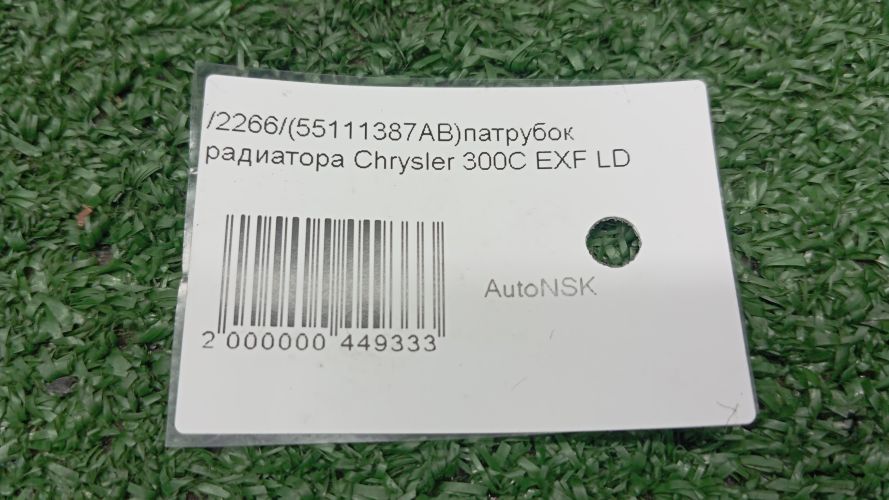 /2266/(55111387AB)патрубок
радиатора Chrysler 300C EXF LD
AutoNSK
2 000000 449333